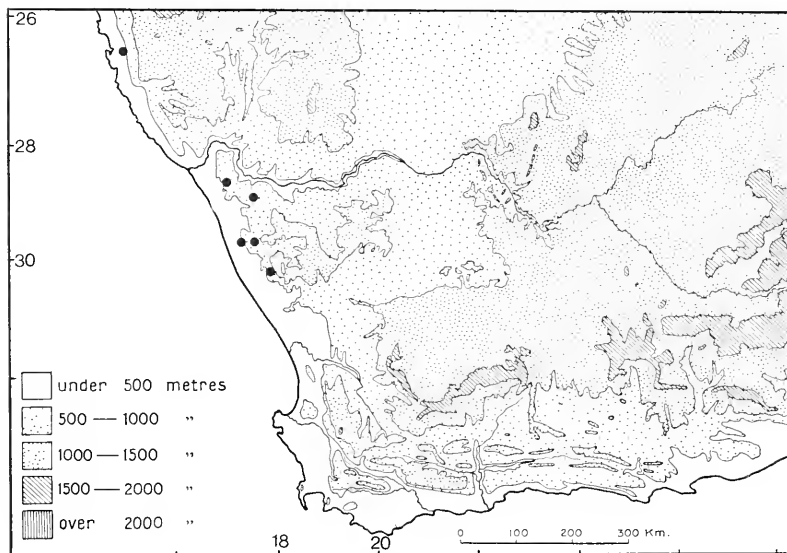 26
28
30
under 500 metres
500 — 1000 "
1000 — 1500 "
1500 — 2000 "
over 2000 "
18
20
0 100 200 300 Km.